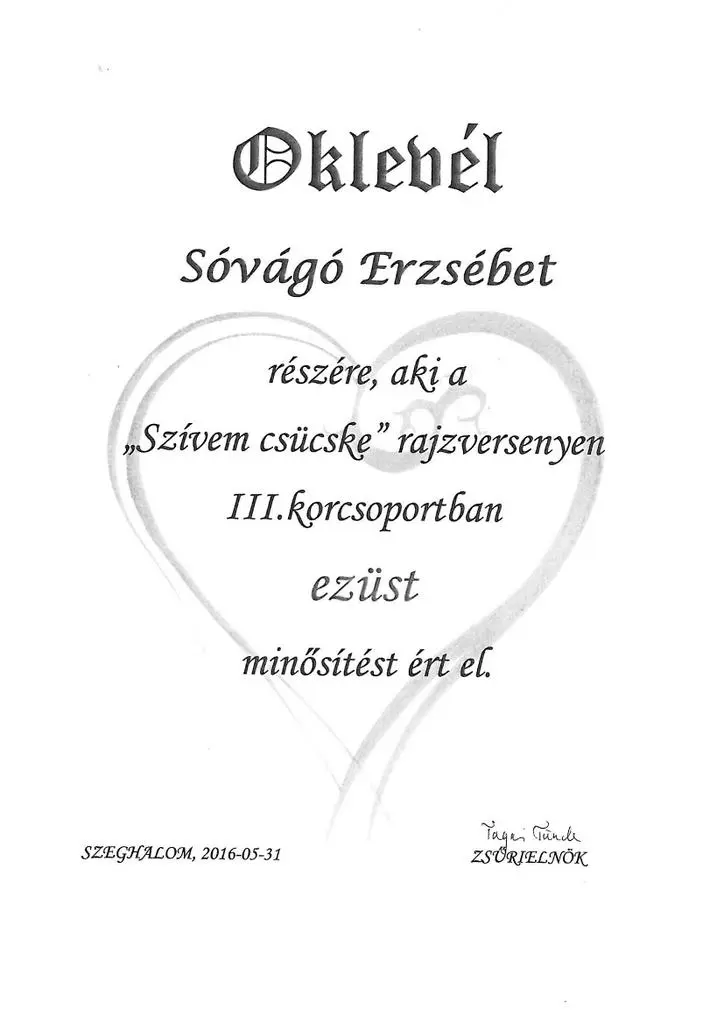 Oklevél
Sóvágó Erzsébet
részére, aki a
„Szívem csücske” rajzversenyen
III.korcsoportban
ezüst
minősítést ért el.
Tünde
SZEGHALOM, 2016-05-31
ZSŰRIELNÖK